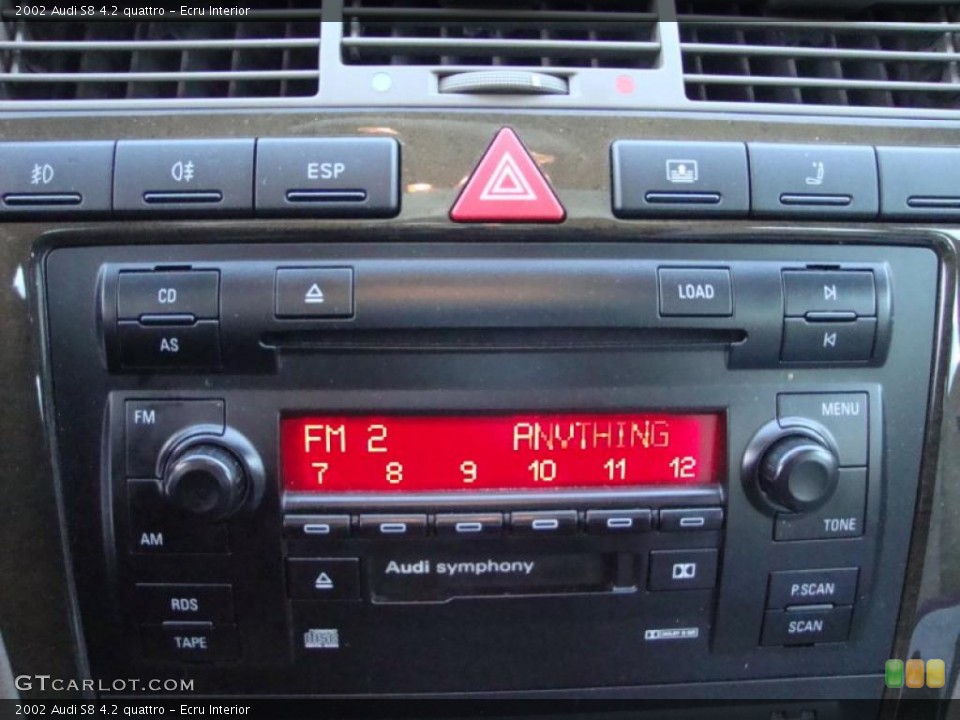 2002 Audi S8 4.2 quattro - Ecru Interior
ESP
CD
LOAD
AS
FM
MENU
FM 2 ANYTHING
7 8 9 10 11 12
AM
TONE
Audi symphony
RDS
P.SCAN
TAPE
SCAN
GTCARLOT.COM
2002 Audi S8 4.2 quattro - Ecru Interior